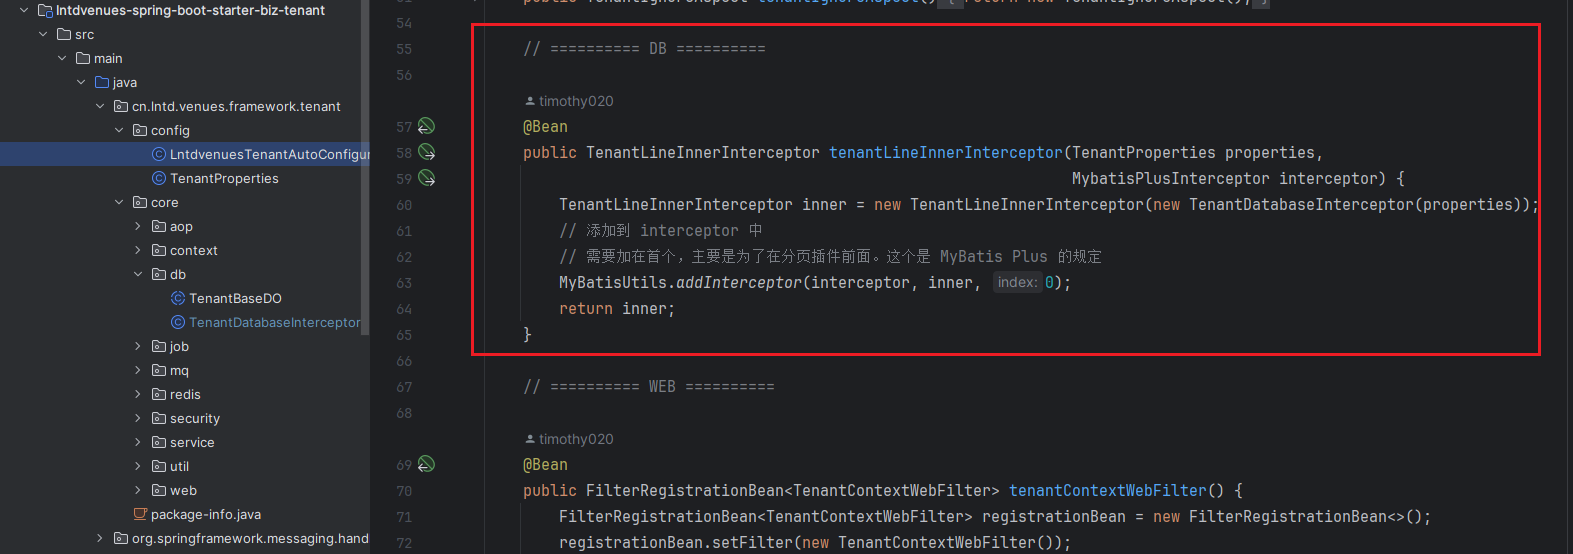 lntdvenues-spring-boot-starter-biz-tenant
src
main
java
cn.lntd.venues.framework.tenant
config
LntdvenuesTenantAutoConfigur
TenantProperties
core
aop
context
db
TenantBaseDO
TenantDatabaseInterceptor
job
mq
redis
security
service
util
web
package-info.java
org.springframework.messaging.hand
54
55 // ========== DB ==========
56
timothy020
57 @Bean
58 public TenantLineInnerInterceptor tenantLineInnerInterceptor(TenantProperties properties,
59 MybatisPlusInterceptor interceptor) {
60 TenantLineInnerInterceptor inner = new TenantLineInnerInterceptor(new TenantDatabaseInterceptor(properties));
61 // 添加到 interceptor 中
62 // 需要加在首个，主要是为了在分页插件前面。这个是 MyBatis Plus 的规定
63 MyBatisUtils.addInterceptor(interceptor, inner, index: 0);
64 return inner;
65 }
66
67 // ========== WEB ==========
68
timothy020
69 @Bean
70 public FilterRegistrationBean<TenantContextWebFilter> tenantContextWebFilter() {
71 FilterRegistrationBean<TenantContextWebFilter> registrationBean = new FilterRegistrationBean<>();
72 registrationBean.setFilter(new TenantContextWebFilter());